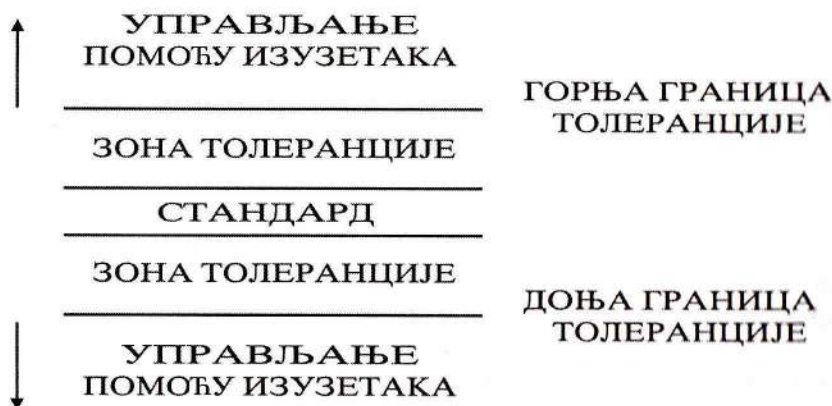 УПРАВЉАЊЕ
ПОМОЋУ ИЗУЗЕТАКА
ГОРЊА ГРАНИЦА
ТОЛЕРАНЦИЈЕ
ЗОНА ТОЛЕРАНЦИЈЕ
СТАНДАРД
ЗОНА ТОЛЕРАНЦИЈЕ
ДОЊА ГРАНИЦА
ТОЛЕРАНЦИЈЕ
УПРАВЉАЊЕ
ПОМОЋУ ИЗУЗЕТАКА